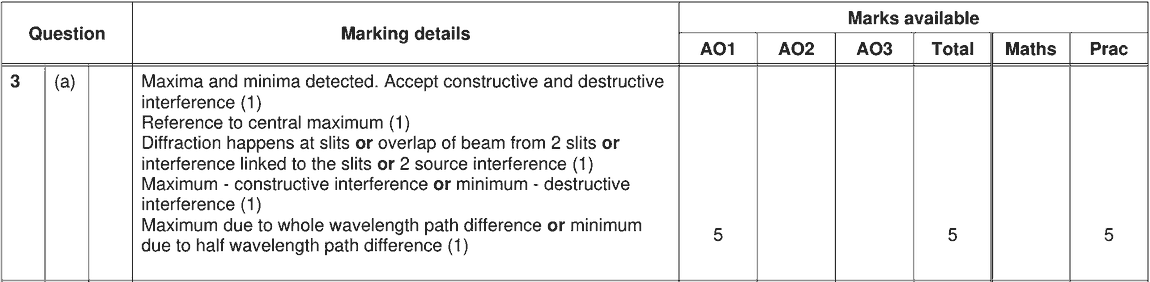 Question Marking details Marks available
AO1 AO2 AO3 Total Maths Prac
3 (a) Maxima and minima detected. Accept constructive and destructive
interference (1)
Reference to central maximum (1)
Diffraction happens at slits or overlap of beam from 2 slits or
interference linked to the slits or 2 source interference (1)
Maximum - constructive interference or minimum - destructive
interference (1)
Maximum due to whole wavelength path difference or minimum
due to half wavelength path difference (1) 5 5 5